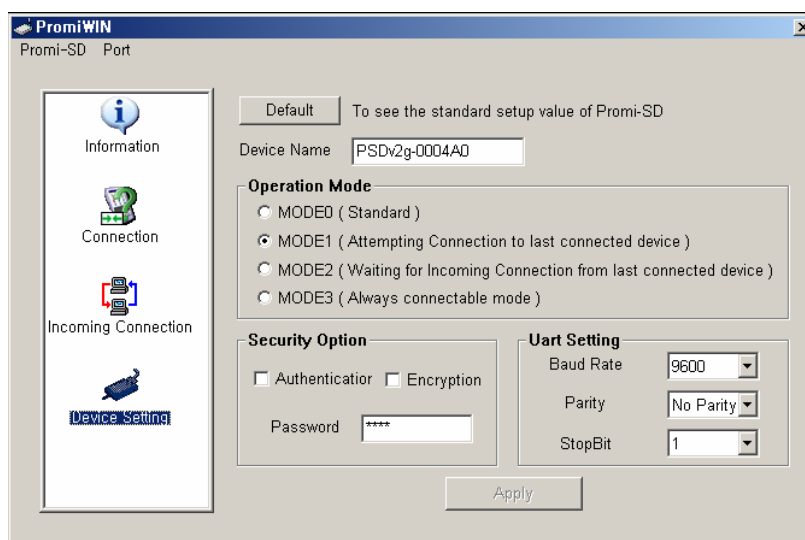 Promi₩IN
Promi-SD Port
Information
Connection
Incoming Connection
Device Setting
Default To see the standard setup value of Promi-SD
Device Name PSDv2g-0004A0
Operation Mode
MODE0 ( Standard )
MODE1 ( Attempting Connection to last connected device )
MODE2 ( Waiting for Incoming Connection from last connected device )
MODE3 ( Always connectable mode )
Security Option
Authenticatior Encryption
Password ****
Uart Setting
Baud Rate 9600
Parity No Parity
StopBit 1
Apply